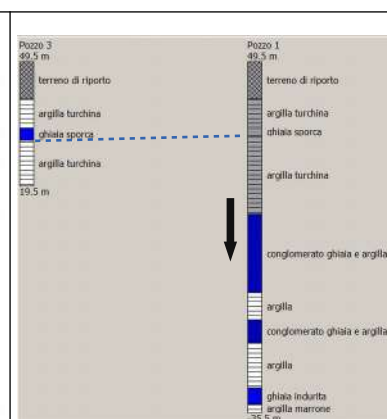 Pozzo 3
49.5 m
terreno di riporto
argilla turchina
ghiaia sporca
argilla turchina
19.5 m
Pozzo 1
49.5 m
terreno di riporto
argilla turchina
ghiaia sporca
argilla turchina
conglomerato ghiaia e argilla
argilla
conglomerato ghiaia e argilla
argilla
ghiaia indurita
argilla marrone